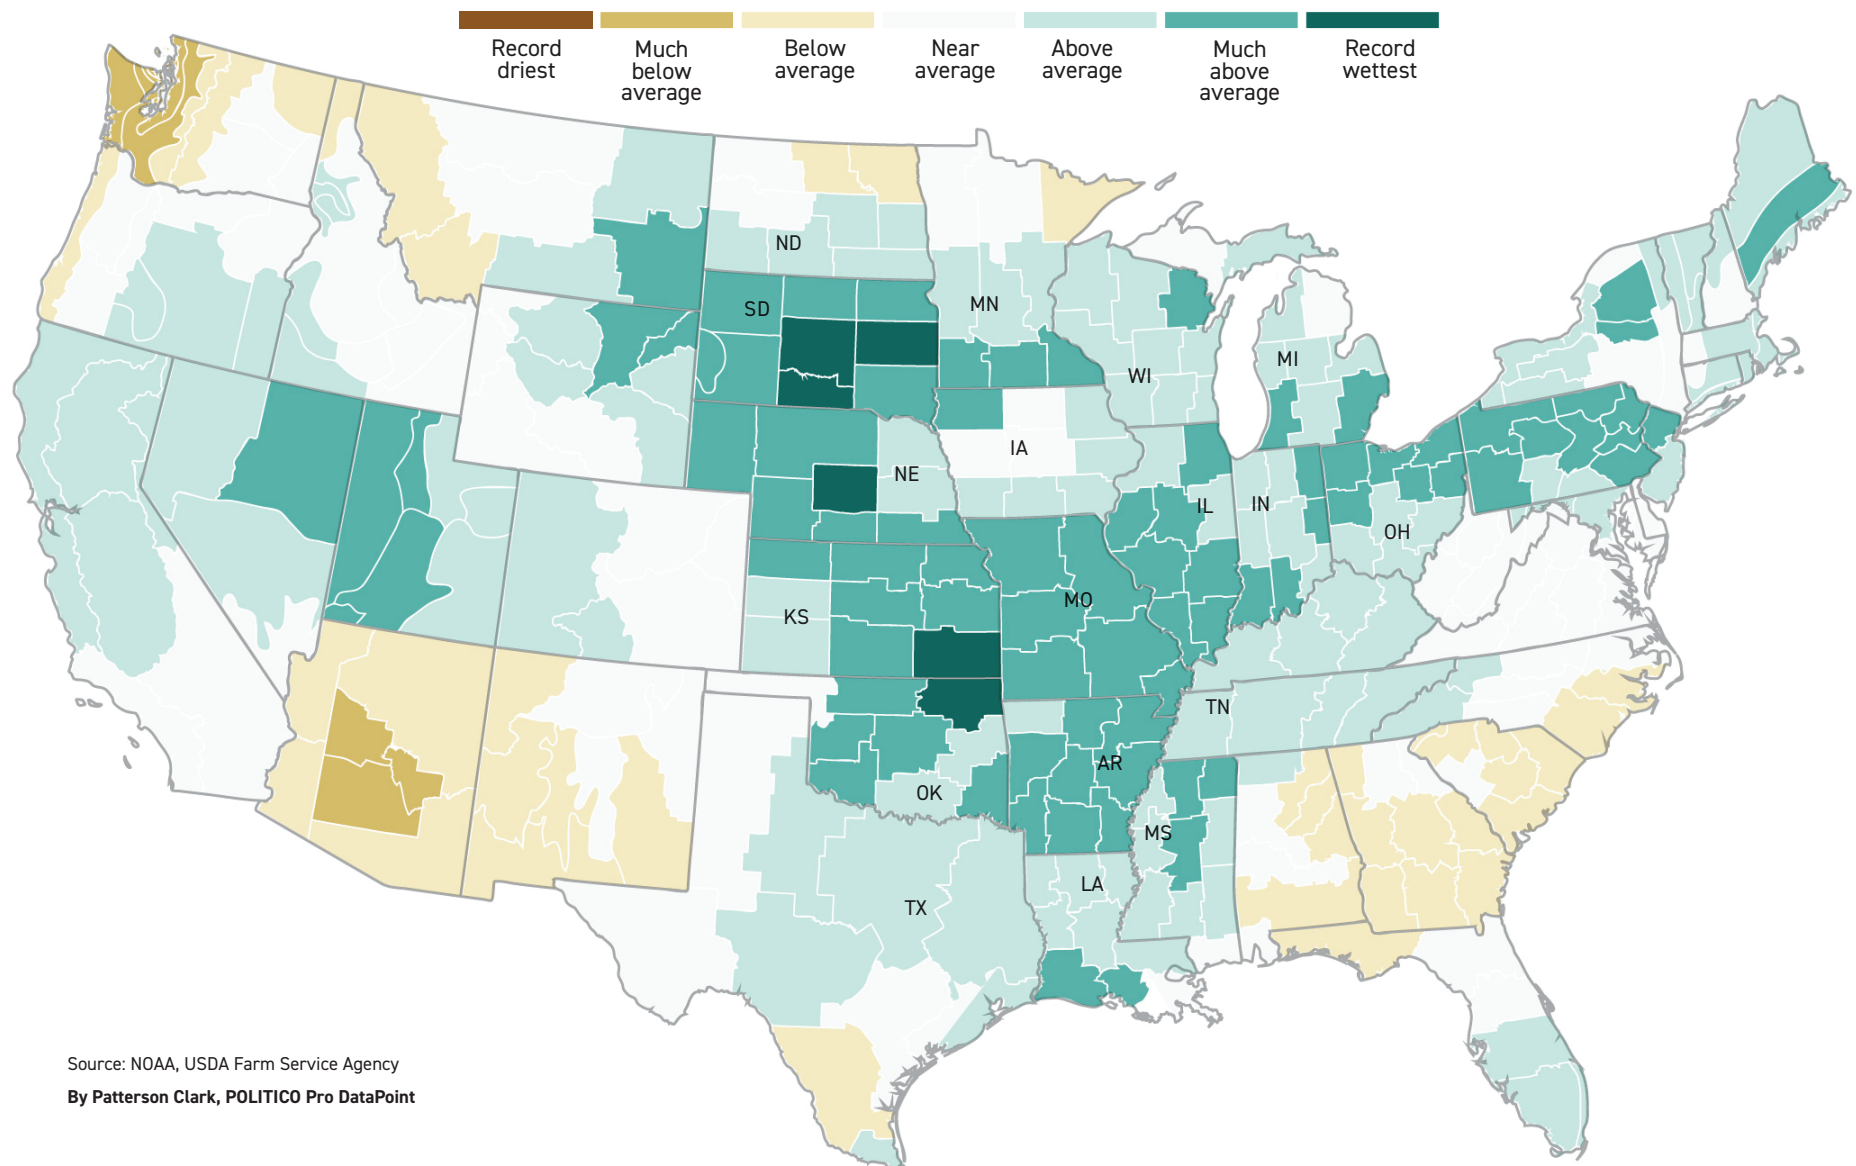 Record
driest
Much
below
average
Below
average
Near
average
Above
average
Much
above
average
Record
wettest
ND
SD
MN
WI
MI
NE
IA
IL
IN
OH
KS
MO
TN
OK
AR
MS
TX
LA
Source: NOAA, USDA Farm Service Agency
By Patterson Clark, POLITICO Pro DataPoint